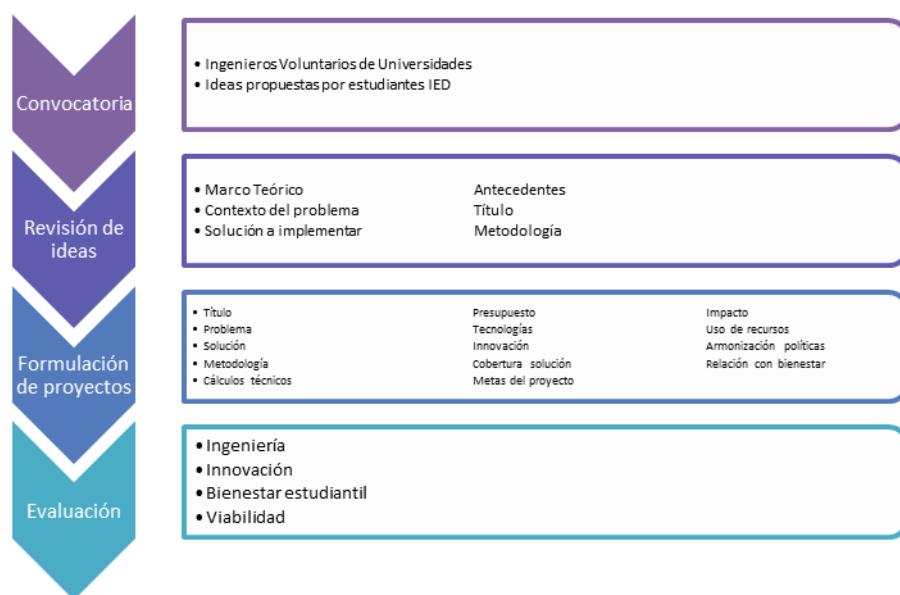 Convocatoria
• Ingenieros Voluntarios de Universidades
• Ideas propuestas por estudiantes IED
Revisión de
ideas
• Marco Teórico Antecedentes
• Contexto del problema Título
• Solución a implementar Metodología
Formulación
de proyectos
• Título Presupuesto Impacto
• Problema Tecnologías Uso de recursos
• Solución Innovación Armonización políticas
• Metodología Cobertura solución Relación con bienestar
• Cálculos técnicos Metas del proyecto
Evaluación
• Ingeniería
• Innovación
• Bienestar estudiantil
• Viabilidad